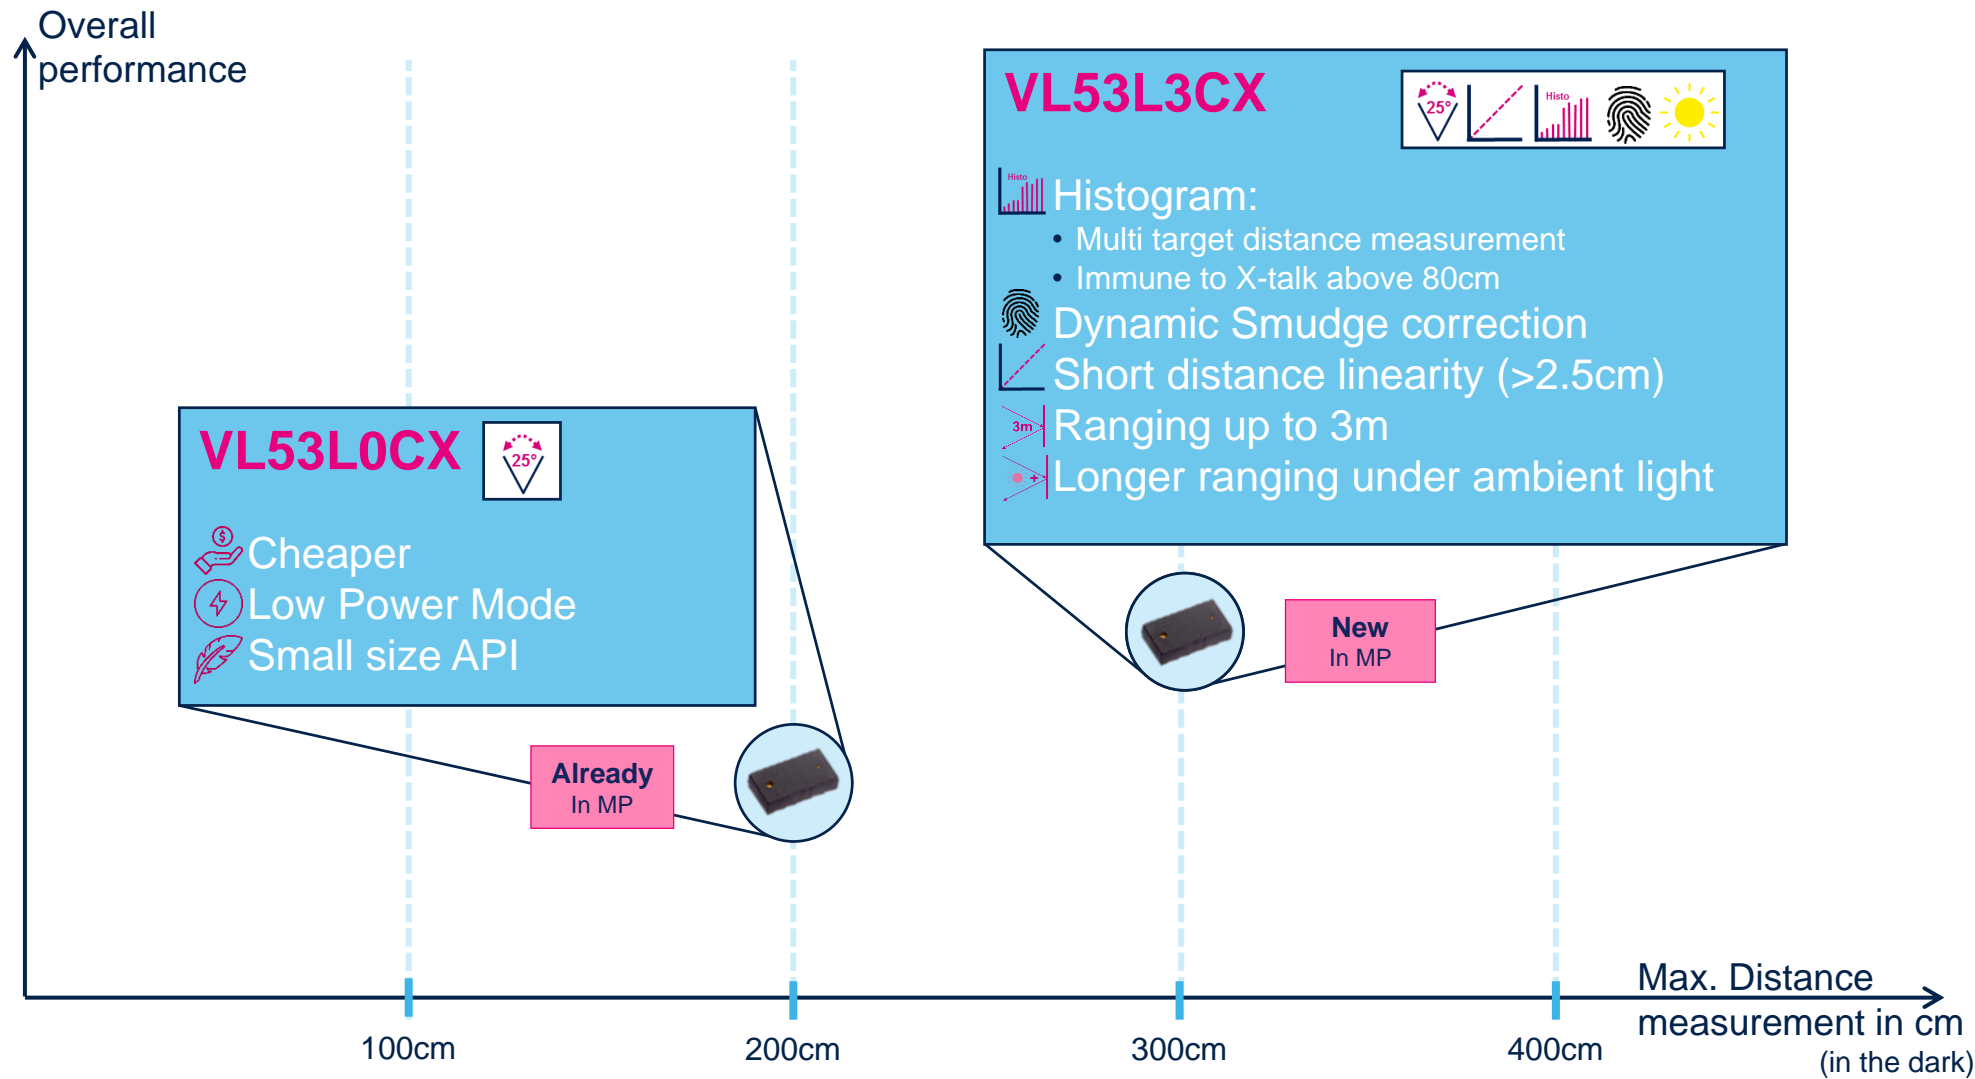 Overall
performance
VL53L3CX
25°
Histo
Histo
Histogram:
• Multi target distance measurement
• Immune to X-talk above 80cm
Dynamic Smudge correction
Short distance linearity (>2.5cm)
3m
Ranging up to 3m
+
Longer ranging under ambient light
VL53L0CX
25°
$
Cheaper
Low Power Mode
Small size API
New
In MP
Already
In MP
Max. Distance
measurement in cm
(in the dark)
100cm
200cm
300cm
400cm